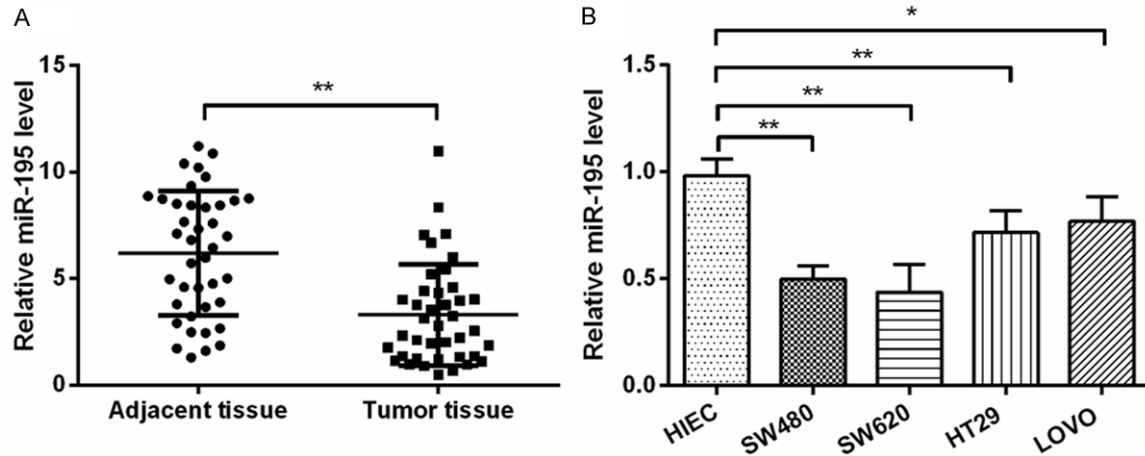 A
Relative miR-195 level
15
10
5
0
**
Adjacent tissue
Tumor tissue
B
Relative miR-195 level
1.5
1.0
0.5
0.0
*
**
**
**
HIEC
SW480
SW620
HT29
LOVO